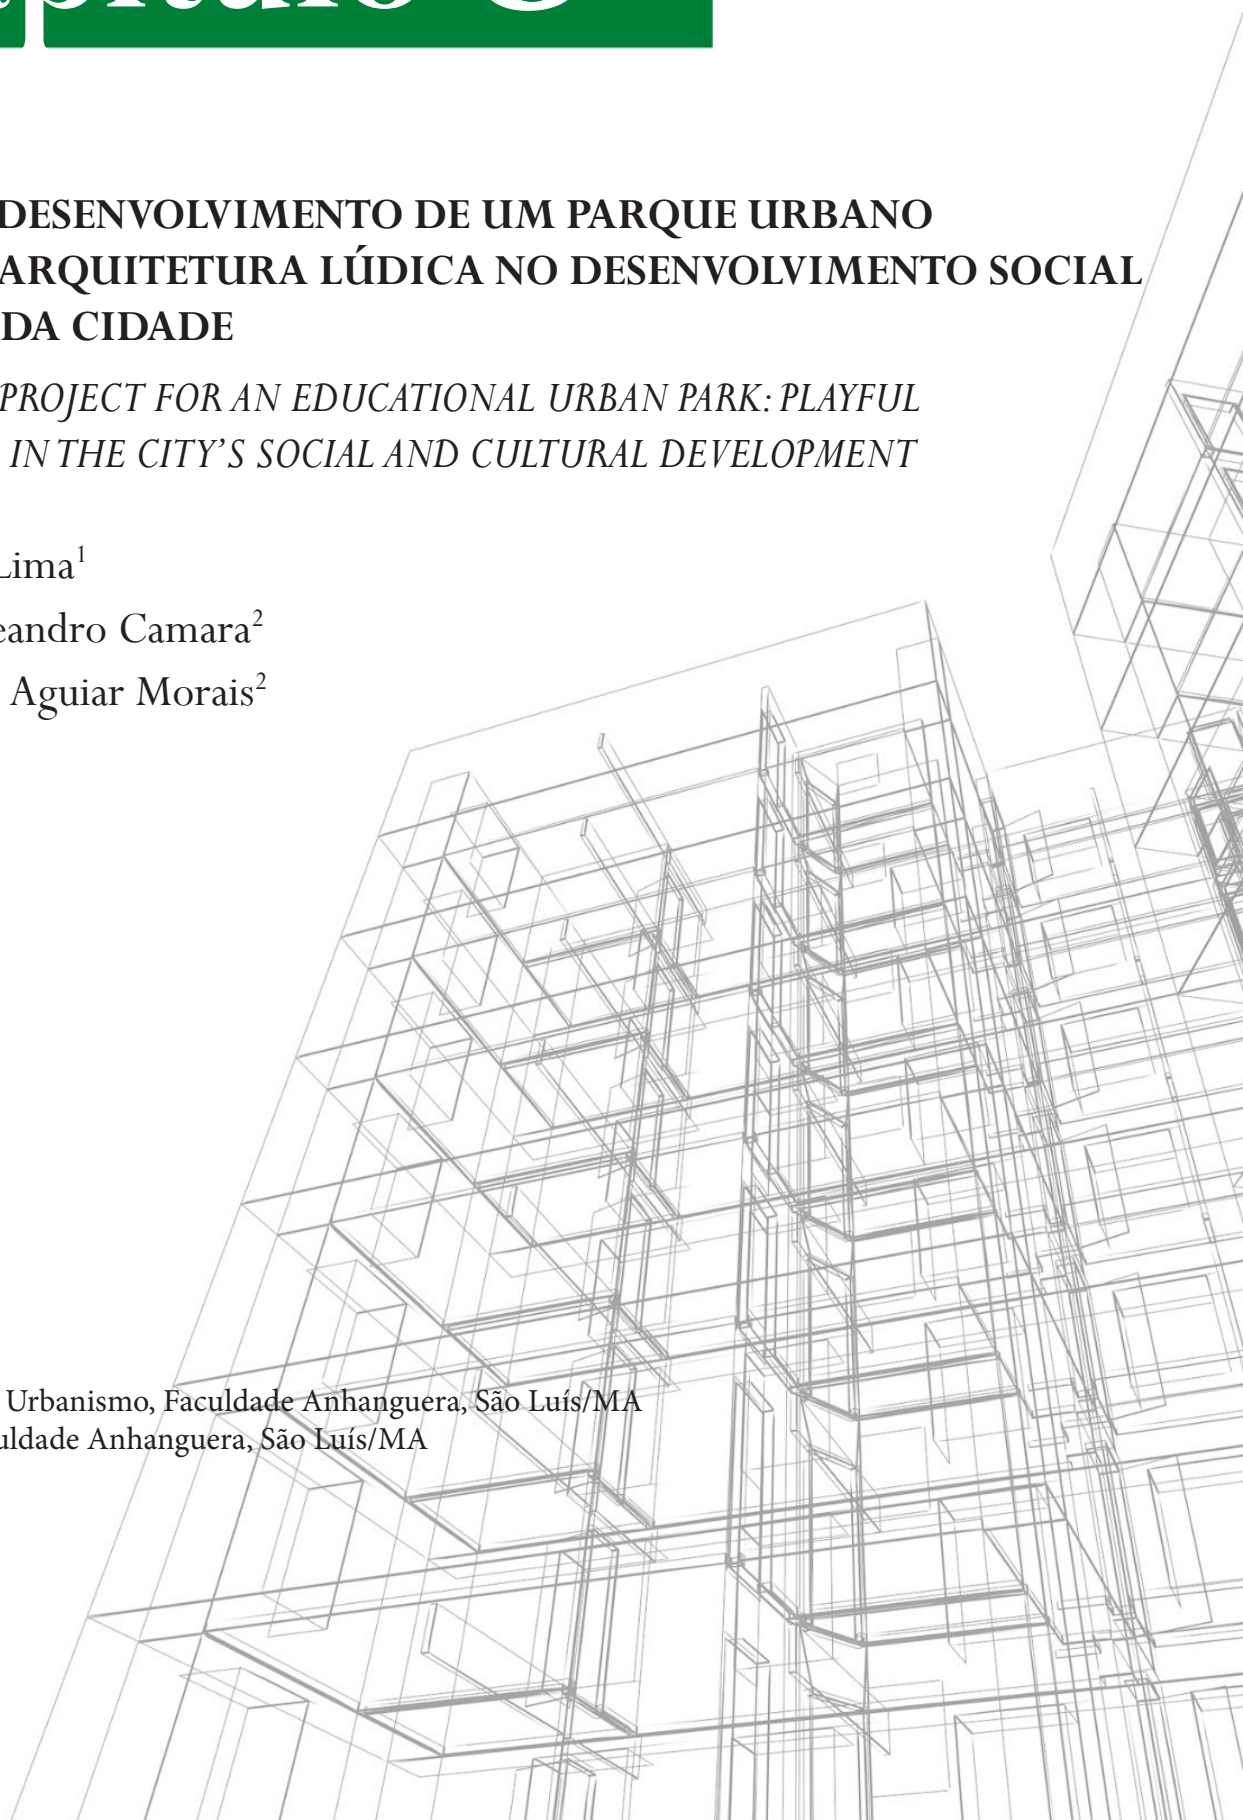 DESENVOLVIMENTO DE UM PARQUE URBANO
ARQUITETURA LÚDICA NO DESENVOLVIMENTO SOCIAL
DA CIDADE
PROJECT FOR AN EDUCATIONAL URBAN PARK: PLAYFUL
IN THE CITY’S SOCIAL AND CULTURAL DEVELOPMENT
Lima¹
eandro Camara²
Aguiar Morais²
Urbanismo, Faculdade Anhanguera, São Luís/MA
uldade Anhanguera, São Luís/MA